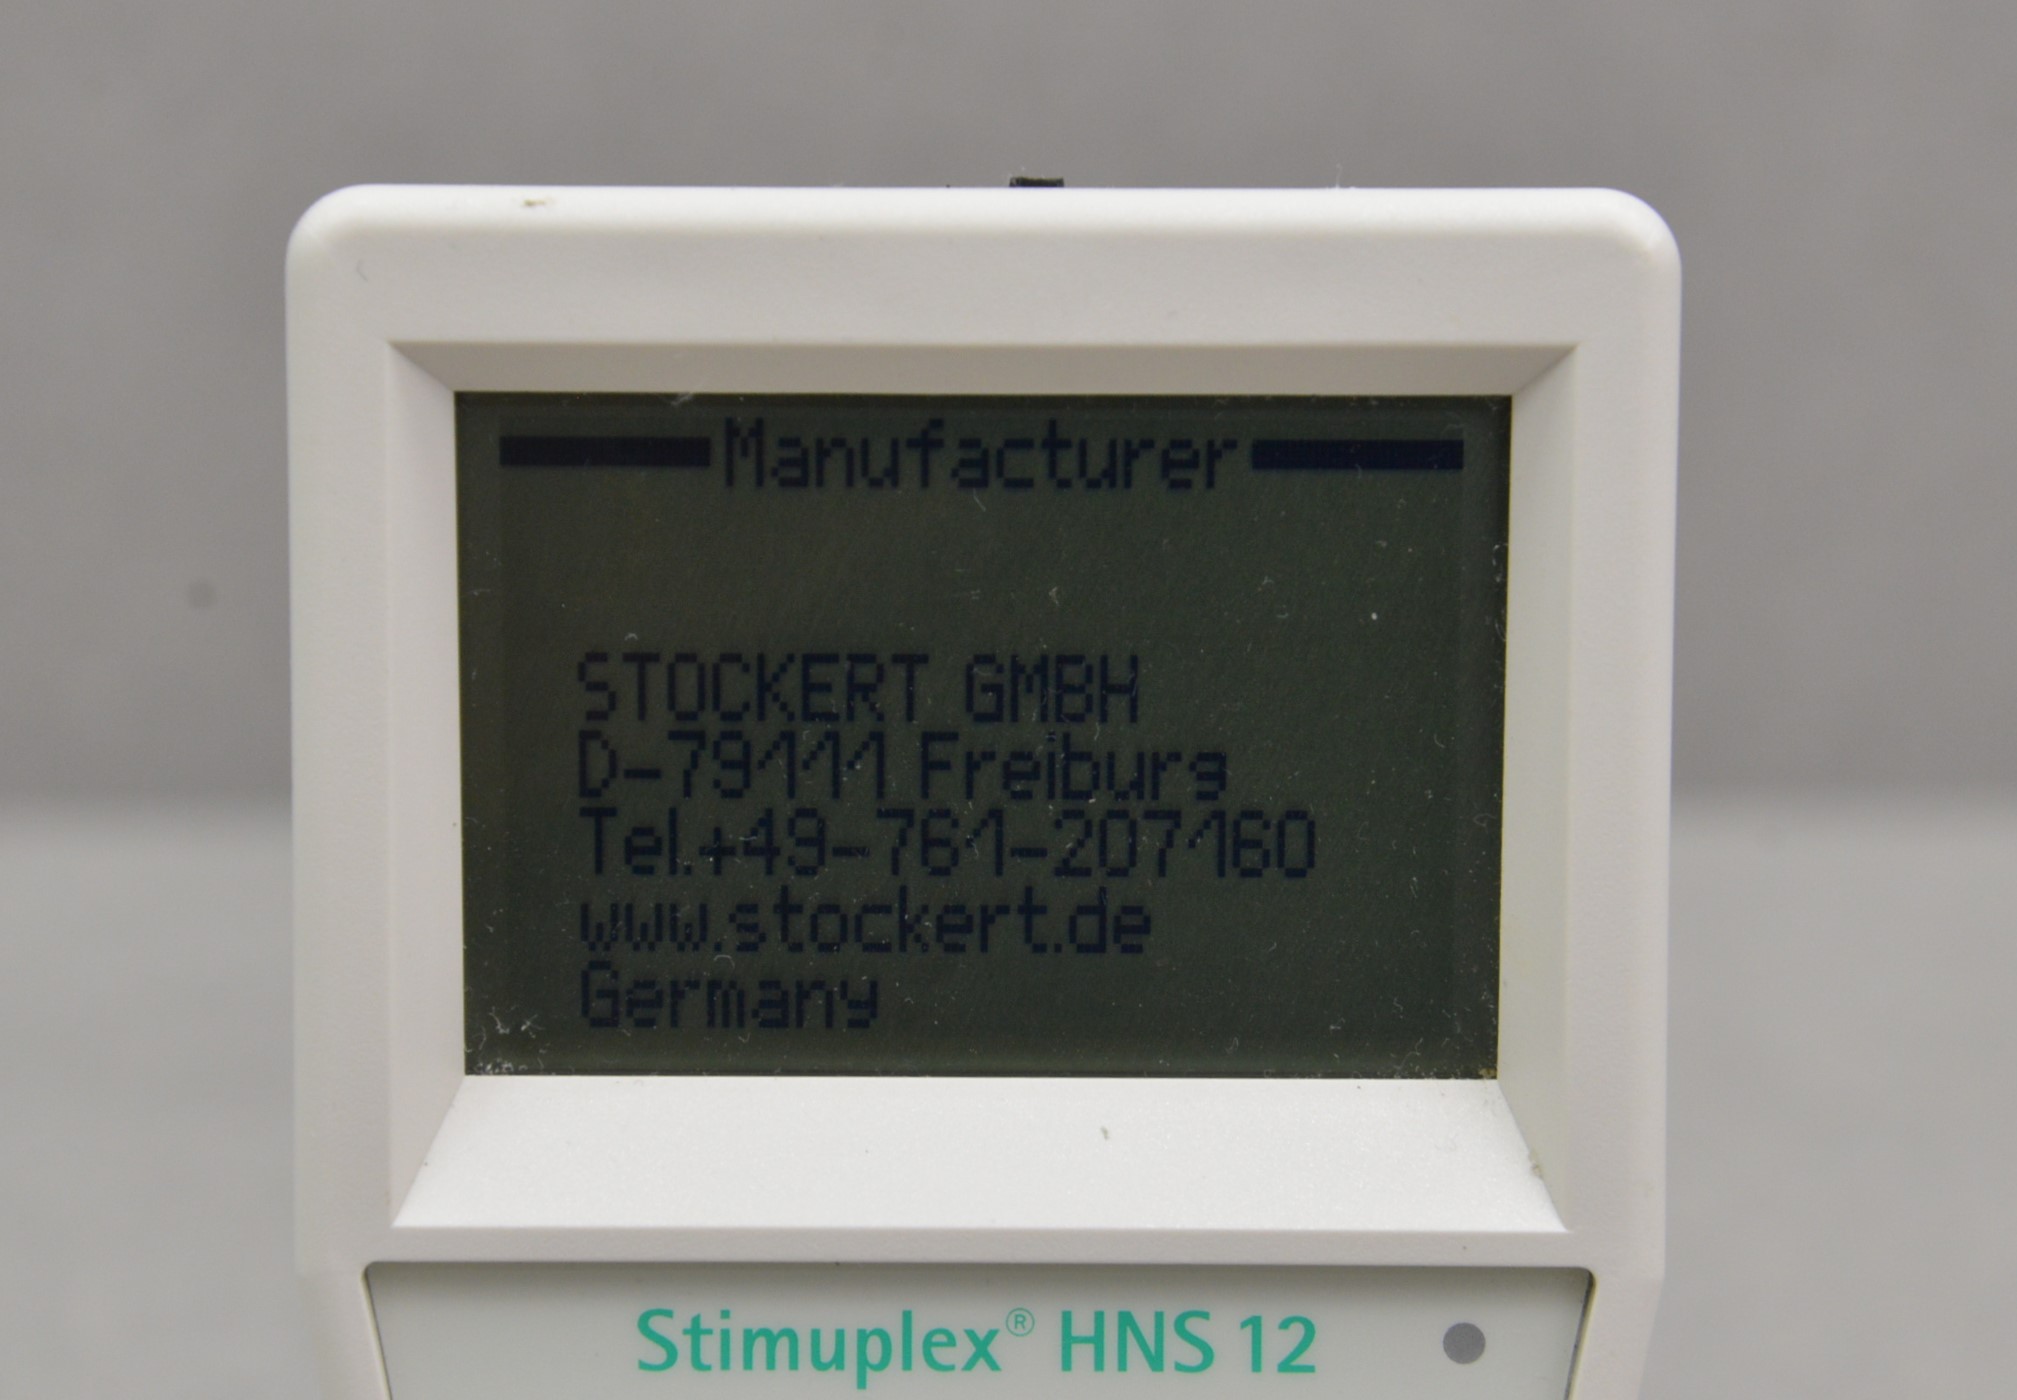 Manufacturer
STOCKERT GMBH
D-79111 Freiburg
Tel.+49-761-207160
www.stockert.de
Germany
Stimuplex® HNS 12